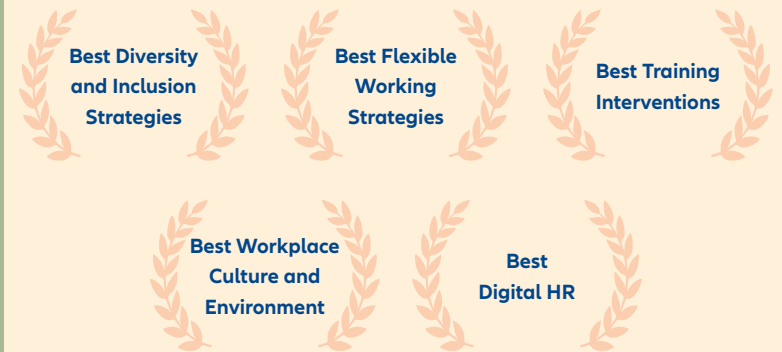 Best Diversity
and Inclusion
Strategies
Best Flexible
Working
Strategies
Best Training
Interventions
Best Workplace
Culture and
Environment
Best
Digital HR